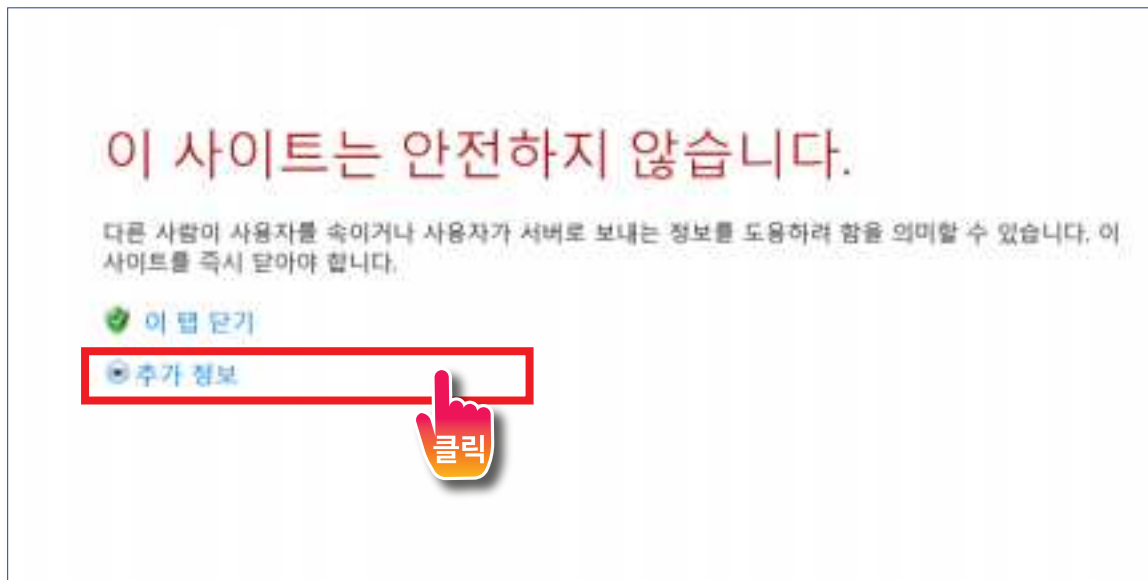 이 사이트는 안전하지 않습니다.
다른 사람이 사용자를 속이거나 사용자가 서버로 보내는 정보를 도용하려 함을 의미할 수 있습니다. 이
사이트를 즉시 닫아야 합니다.
이 탭 닫기
추가 정보
클릭